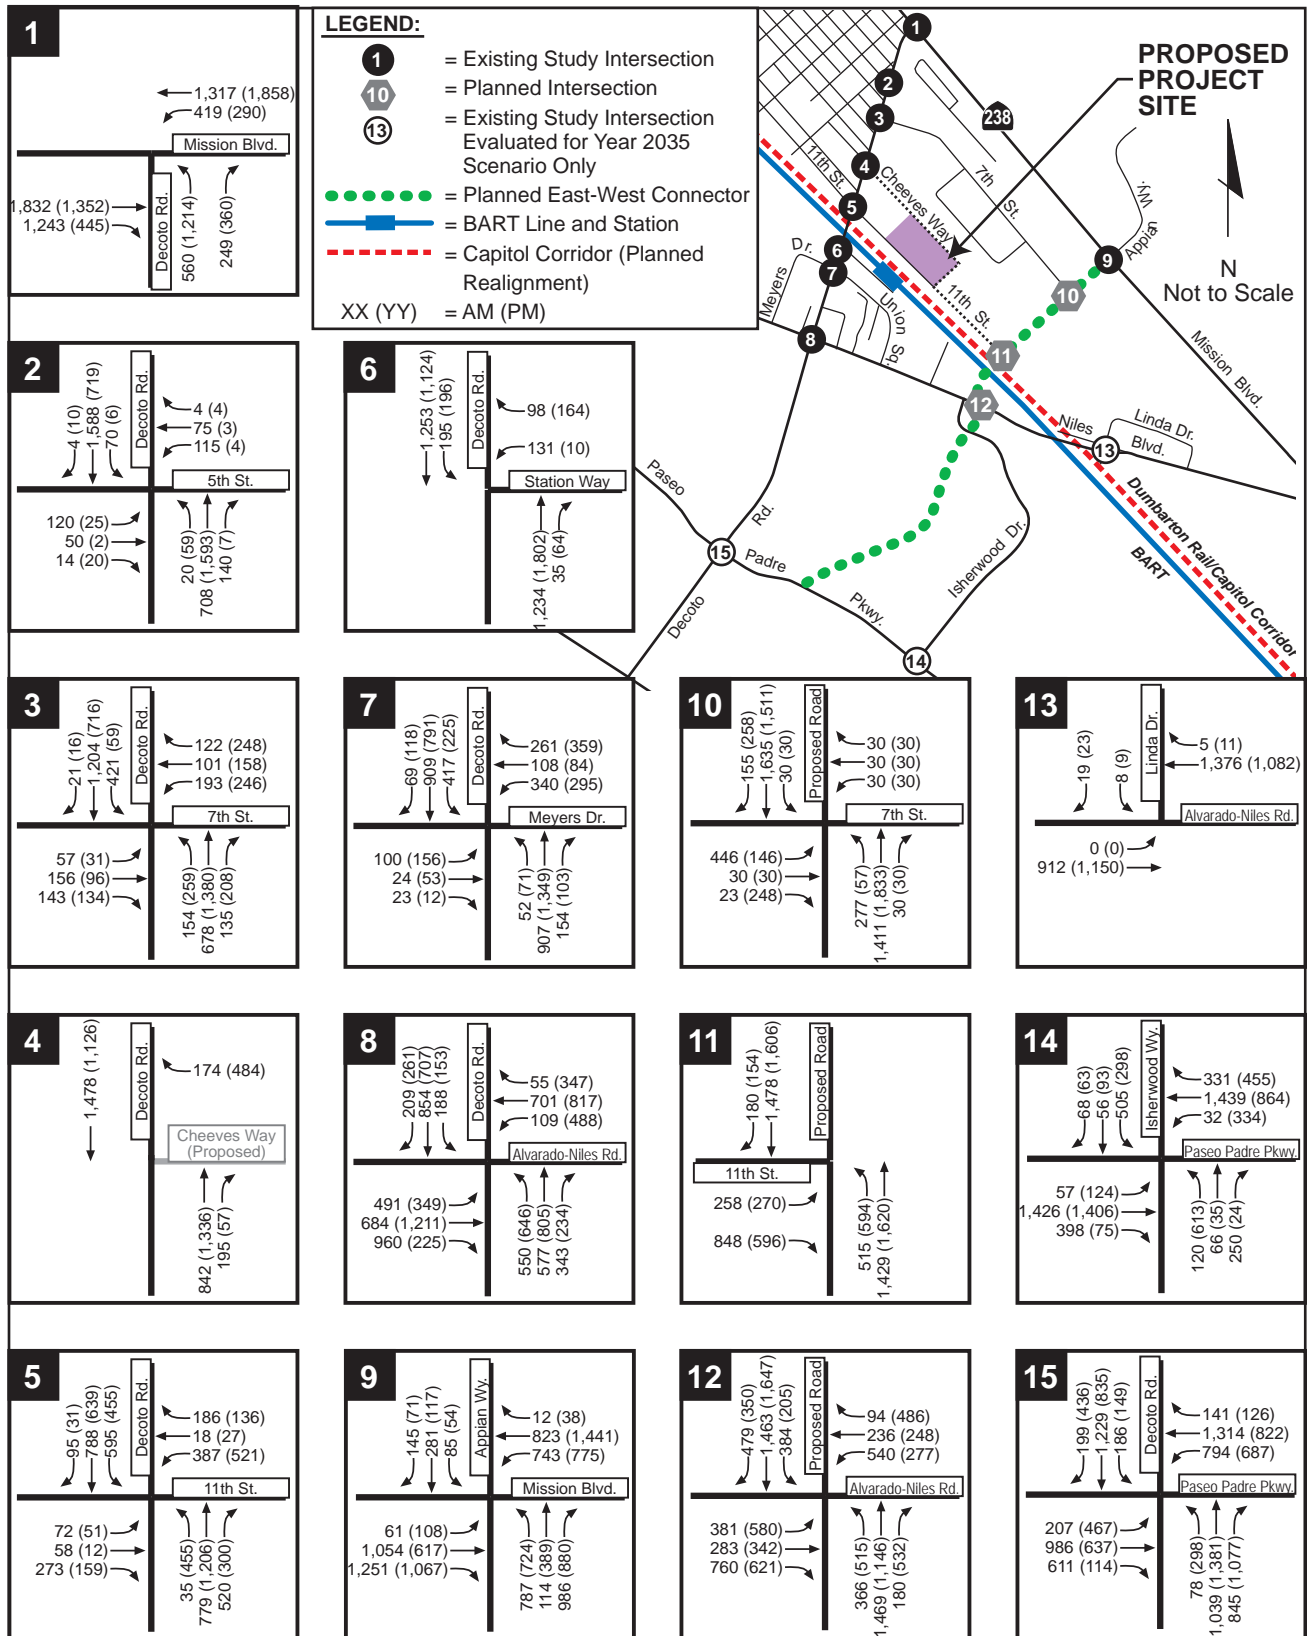 1
1,317 (1,858)
419 (290)
Mission Blvd.
1,832 (1,352)
1,243 (445)
Decoto Rd.
560 (1,214)
249 (360)
LEGEND:
1 = Existing Study Intersection
10 = Planned Intersection
13 = Existing Study Intersection
Evaluated for Year 2035
Scenario Only
= Planned East-West Connector
= BART Line and Station
= Capitol Corridor (Planned
Realignment)
XX (YY) = AM (PM)
PROPOSED
PROJECT
SITE
N
Not to Scale
1
2
3
4
5
6
7
8
9
10
11
12
13
14
15
238
11th St.
Cheeves Way
7th St.
11th St.
Appian Wy.
Mission Blvd.
Meyers Dr.
Union Sq.
Niles Blvd.
Linda Dr.
Paseo Padre Pkwy.
Decoto Rd.
Isherwood Dr.
Dumbarton Rail/Capitol Corridor
BART
2
4 (10)
1,588 (719)
70 (6)
Decoto Rd.
4 (4)
75 (3)
115 (4)
5th St.
120 (25)
50 (2)
14 (20)
20 (59)
708 (1,593)
140 (7)
6
1,253 (1,124)
195 (196)
Decoto Rd.
98 (164)
131 (10)
Station Way
1,234 (1,802)
35 (64)
3
21 (16)
1,204 (716)
421 (59)
Decoto Rd.
122 (248)
101 (158)
193 (246)
7th St.
57 (31)
156 (96)
143 (134)
154 (259)
678 (1,380)
135 (208)
7
69 (118)
909 (791)
417 (225)
Decoto Rd.
261 (359)
108 (84)
340 (295)
Meyers Dr.
100 (156)
24 (53)
23 (12)
52 (71)
907 (1,349)
154 (103)
10
155 (258)
1,635 (1,511)
30 (30)
Proposed Road
30 (30)
30 (30)
30 (30)
7th St.
446 (146)
30 (30)
23 (248)
277 (57)
1,411 (1,833)
30 (30)
13
19 (23)
8 (9)
Linda Dr.
5 (11)
1,376 (1,082)
Alvarado-Niles Rd.
0 (0)
912 (1,150)
4
1,478 (1,126)
Decoto Rd.
174 (484)
Cheeves Way
(Proposed)
842 (1,336)
195 (57)
8
209 (261)
854 (707)
188 (153)
Decoto Rd.
55 (347)
701 (817)
109 (488)
Alvarado-Niles Rd.
491 (349)
684 (1,211)
960 (225)
550 (646)
577 (805)
343 (234)
11
180 (154)
1,478 (1,606)
Proposed Road
11th St.
258 (270)
848 (596)
515 (594)
1,429 (1,620)
14
68 (63)
56 (93)
505 (298)
Isherwood Wy.
331 (455)
1,439 (864)
32 (334)
Paseo Padre Pkwy.
57 (124)
1,426 (1,406)
398 (75)
120 (613)
66 (35)
250 (24)
5
95 (31)
788 (639)
595 (455)
Decoto Rd.
186 (136)
18 (27)
387 (521)
11th St.
72 (51)
58 (12)
273 (159)
35 (455)
779 (1,206)
520 (300)
9
145 (71)
281 (117)
85 (54)
Appian Wy.
12 (38)
823 (1,441)
743 (775)
Mission Blvd.
61 (108)
1,054 (617)
1,251 (1,067)
787 (724)
114 (389)
986 (880)
12
479 (350)
1,463 (1,647)
384 (205)
Proposed Road
94 (486)
236 (248)
540 (277)
Alvarado-Niles Rd.
381 (580)
283 (342)
760 (621)
366 (515)
1,469 (1,146)
180 (532)
15
199 (436)
1,229 (835)
186 (149)
Decoto Rd.
141 (126)
1,314 (822)
794 (687)
Paseo Padre Pkwy.
207 (467)
986 (637)
611 (114)
78 (298)
1,039 (1,381)
845 (1,077)